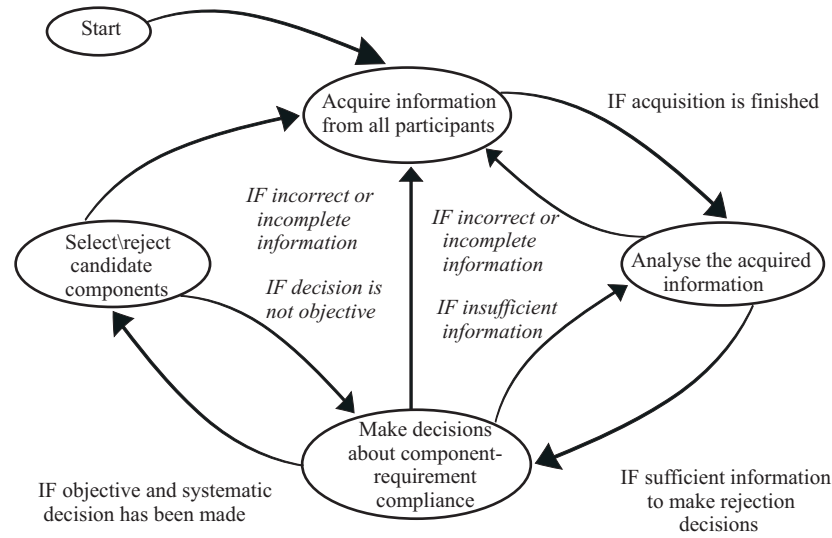 Start
Acquire information
from all participants
IF acquisition is finished
IF incorrect or
incomplete
information
IF incorrect or
incomplete
information
Select\reject
candidate
components
Analyse the acquired
information
IF decision is
not objective
IF insufficient
information
Make decisions
about component-
requirement
compliance
IF objective and systematic
decision has been made
IF sufficient information
to make rejection
decisions